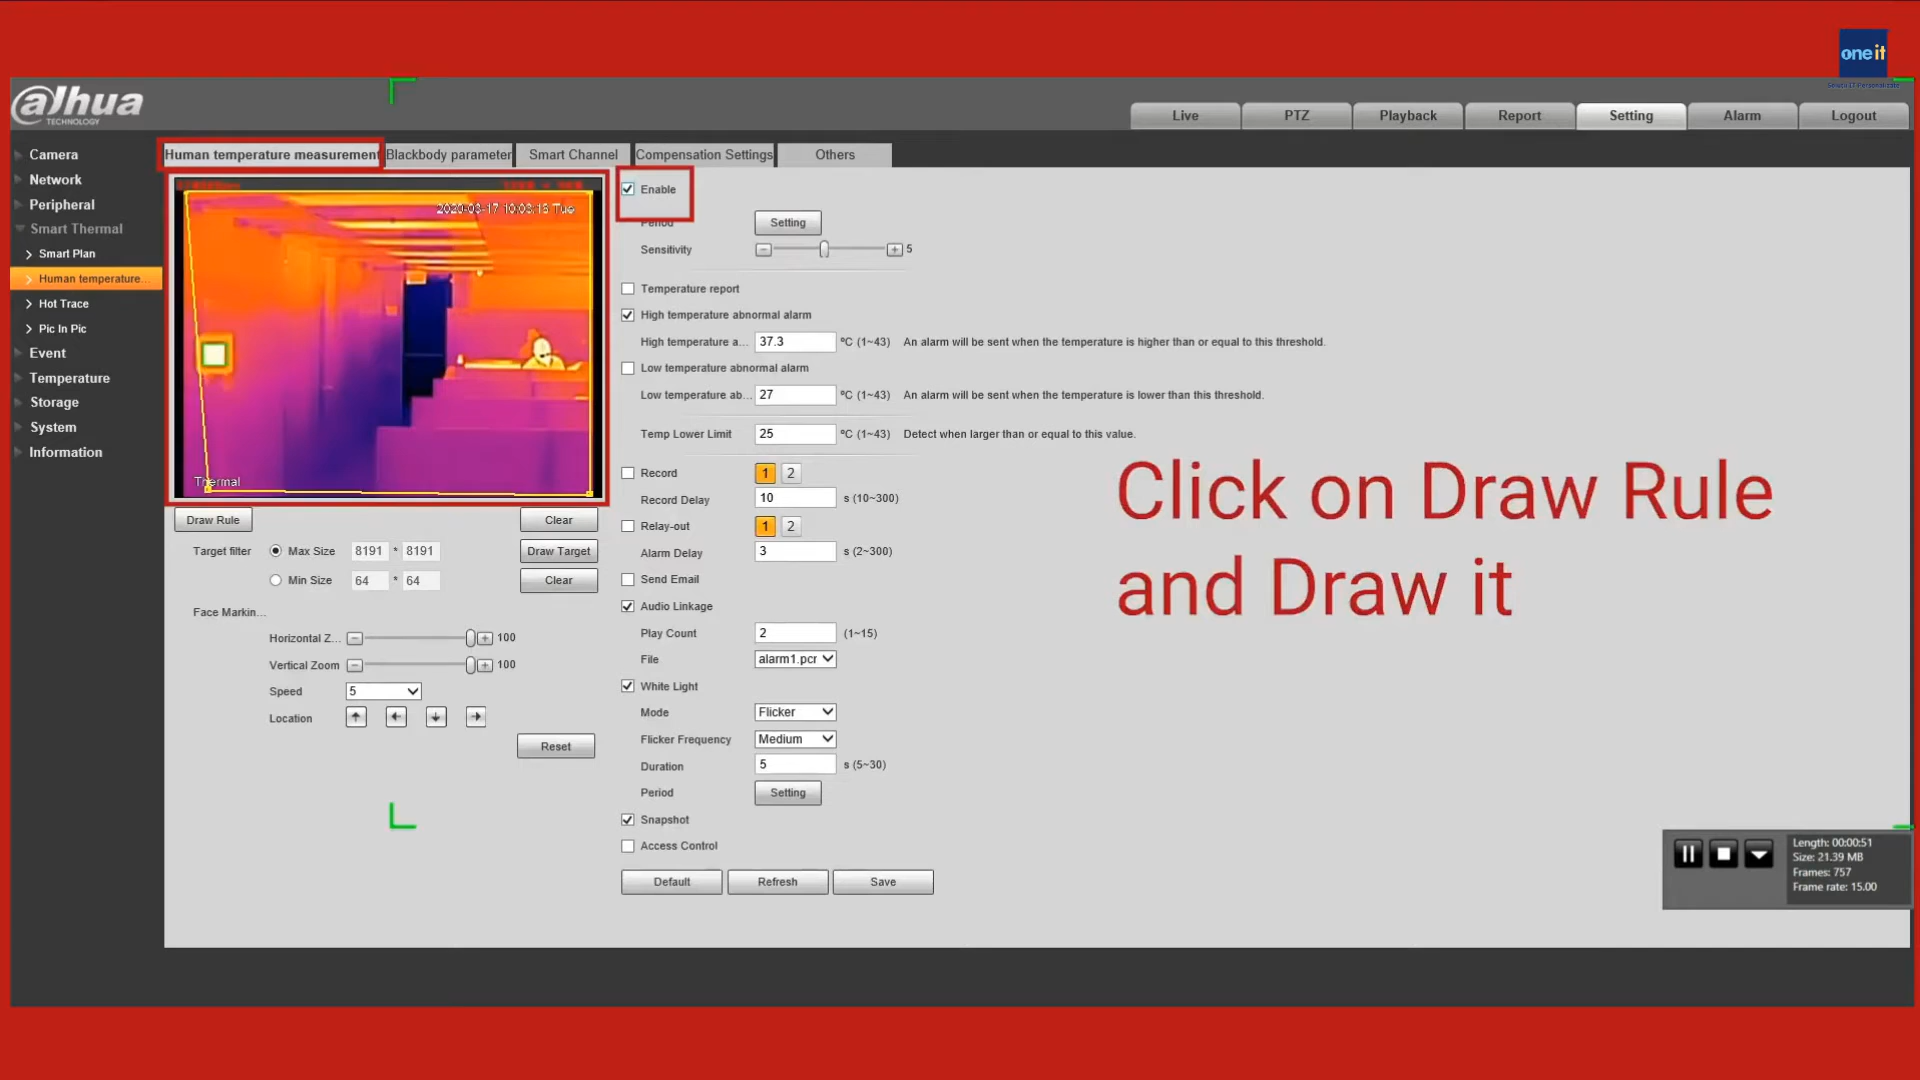 one it
alhua
TECHNOLOGY
Live
PTZ
Playback
Report
Setting
Alarm
Logout
Camera
Network
Peripheral
Smart Thermal
Smart Plan
Human temperature...
Hot Trace
Pic In Pic
Event
Temperature
Storage
System
Information
Human temperature measurement
Blackbody parameter
Smart Channel
Compensation Settings
Others
2020-03-17 10:03:15 Tue
Thermal
Draw Rule
Clear
Target filter
Max Size 8191 * 8191
Draw Target
Min Size 64 * 64
Clear
Face Markin...
Horizontal Z... 100
Vertical Zoom 100
Speed 5
Location
Reset
Enable
Period Setting
Sensitivity 5
Temperature report
High temperature abnormal alarm
High temperature a... 37.3 °C (1~43) An alarm will be sent when the temperature is higher than or equal to this threshold.
Low temperature abnormal alarm
Low temperature ab... 27 °C (1~43) An alarm will be sent when the temperature is lower than this threshold.
Temp Lower Limit 25 °C (1~43) Detect when larger than or equal to this value.
Record 1 2
Record Delay 10 s (10~300)
Relay-out 1 2
Alarm Delay 3 s (2~300)
Send Email
Audio Linkage
Play Count 2 (1~15)
File alarm1.pcr
White Light
Mode Flicker
Flicker Frequency Medium
Duration 5 s (5~30)
Period Setting
Snapshot
Access Control
Default
Refresh
Save
Click on Draw Rule
and Draw it
Length: 00:00:51
Size: 21.39 MB
Frames: 757
Frame rate: 15.00